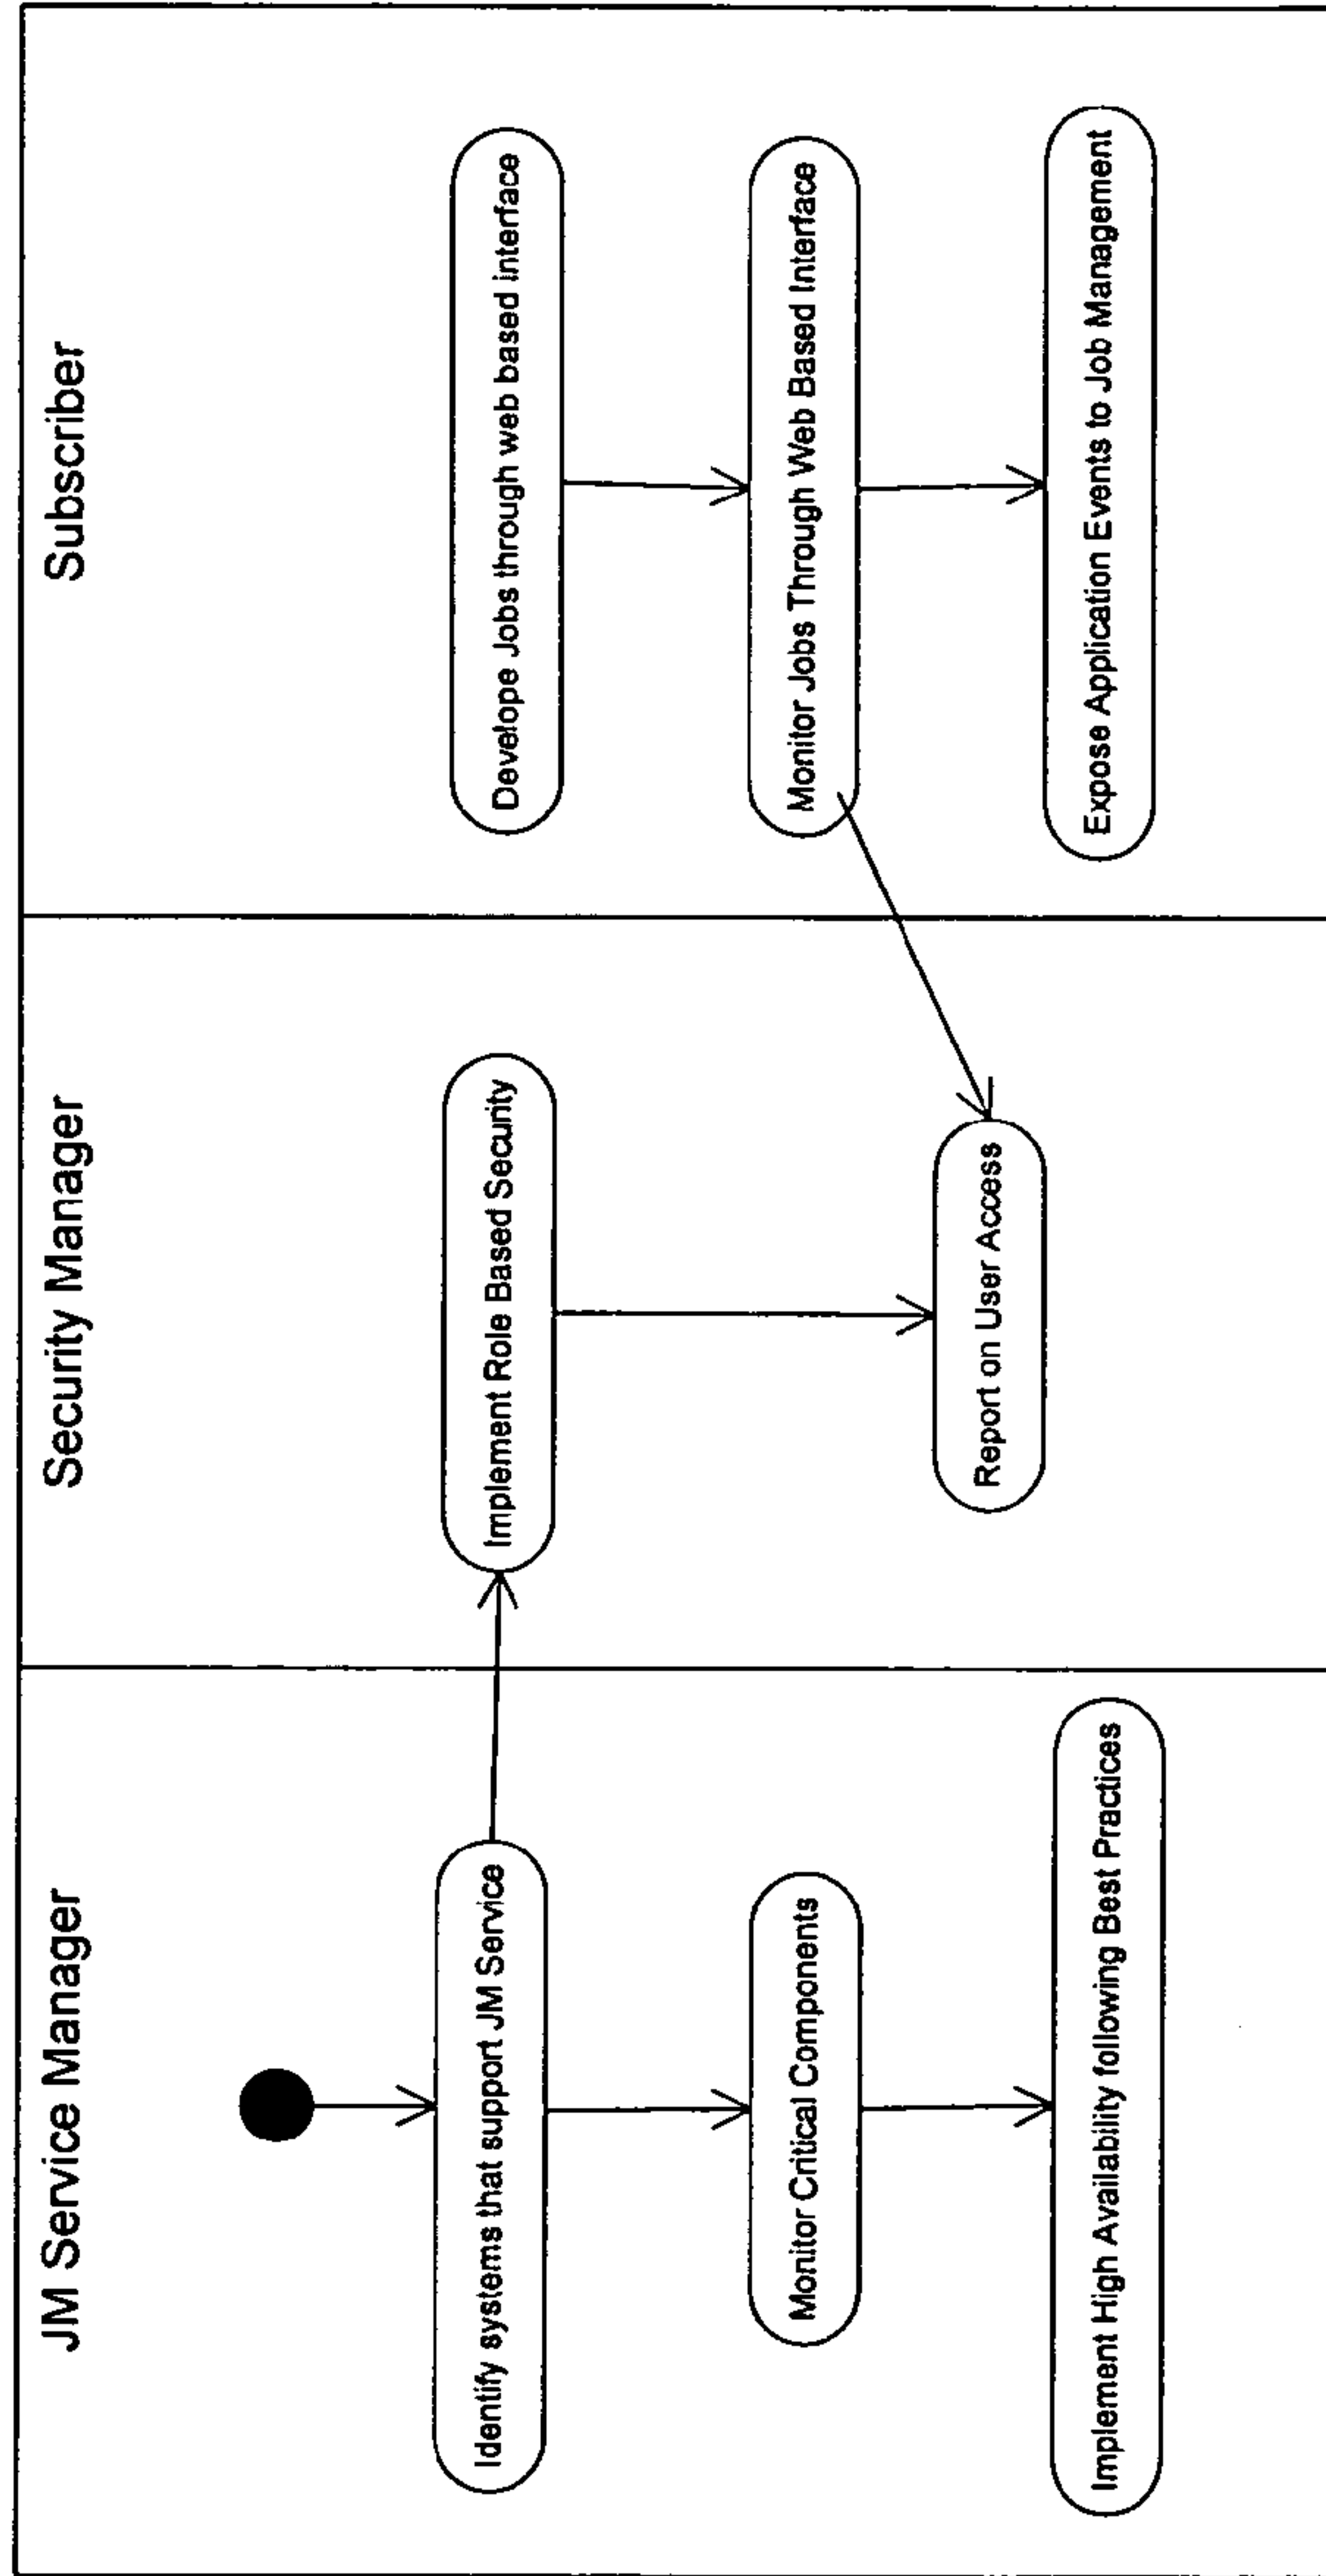 JM Service Manager
Security Manager
Subscriber
Identify systems that support JM Service
Implement Role Based Security
Develope Jobs through web based interface
Monitor Critical Components
Monitor Jobs Through Web Based Interface
Report on User Access
Implement High Availability following Best Practices
Expose Application Events to Job Management